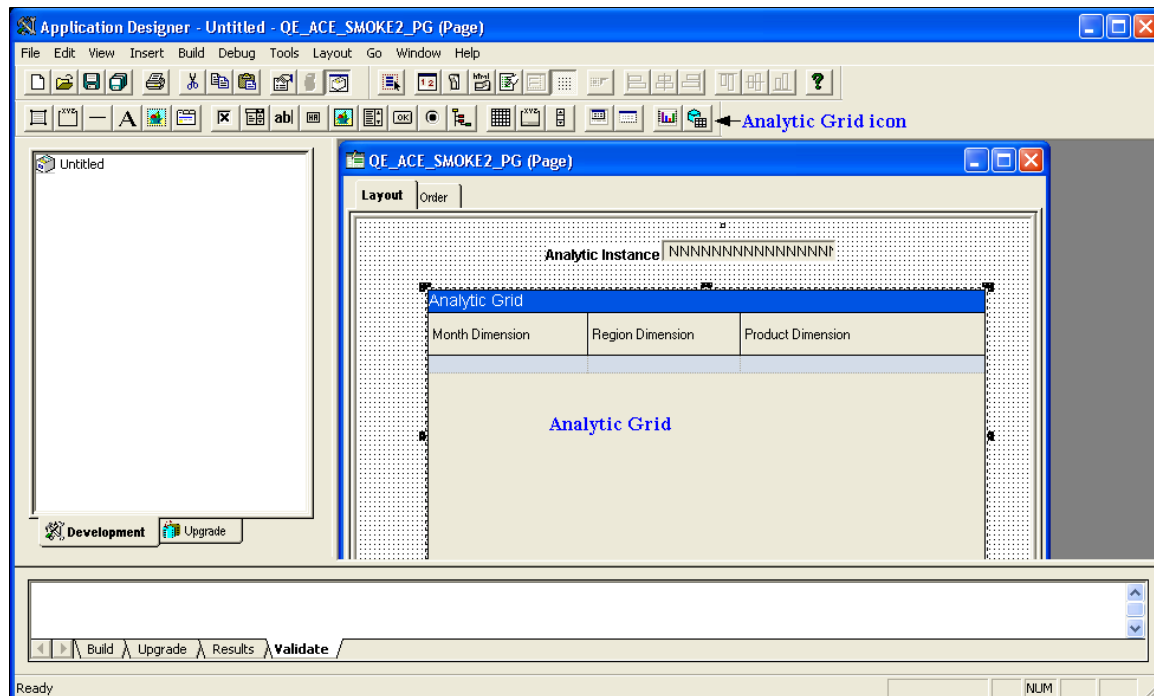 Application Designer - Untitled - QE_ACE_SMOKE2_PG (Page)
File Edit View Insert Build Debug Tools Layout Go Window Help
Analytic Grid icon
Untitled
QE_ACE_SMOKE2_PG (Page)
Layout Order
Analytic Instance NNNNNNNNNNNNNNNN
Analytic Grid
Month Dimension Region Dimension Product Dimension
Analytic Grid
Development Upgrade
Build Upgrade Results Validate
Ready NUM